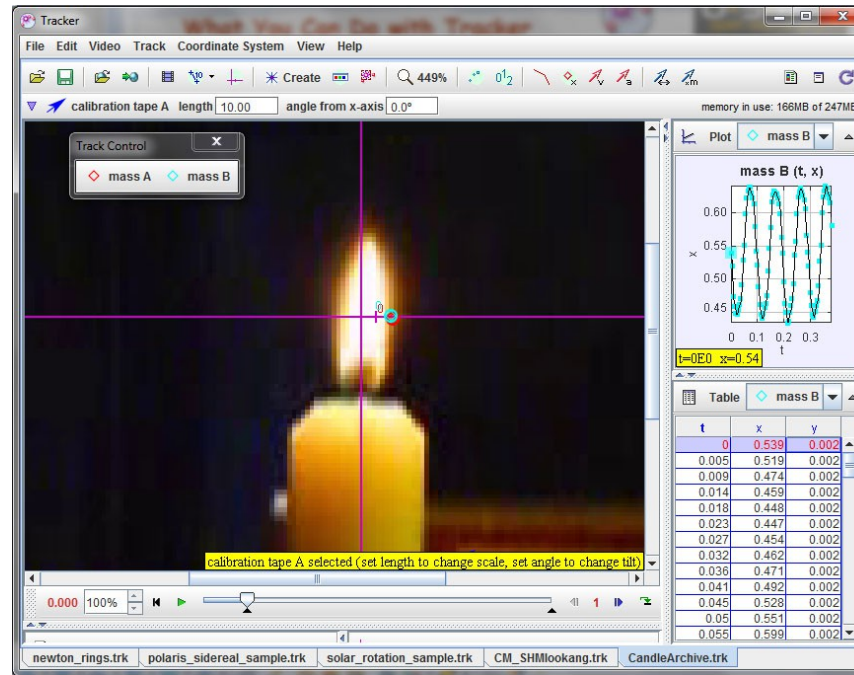 What You Can Do with Tracker
Tracker
File Edit Video Track Coordinate System View Help
Create 449%
calibration tape A length 10.00 angle from x-axis 0.0° memory in use: 166MB of 247MB
Track Control x
mass A mass B
0
Plot mass B
mass B (t, x)
0.60
0.55
x
0.50
0.45
0 0.1 0.2 0.3
t
t=0E0 x=0.54
Table mass B
t x y
0 0.539 0.002
0.005 0.519 0.002
0.009 0.474 0.002
0.014 0.459 0.002
0.018 0.448 0.002
0.023 0.447 0.002
0.027 0.454 0.002
0.032 0.462 0.002
0.036 0.471 0.002
0.041 0.492 0.002
0.045 0.528 0.002
0.05 0.551 0.002
0.055 0.599 0.002
calibration tape A selected (set length to change scale, set angle to change tilt)
0.000 100% 1
newton_rings.trk polaris_sidereal_sample.trk solar_rotation_sample.trk CM_SHMlookang.trk CandleArchive.trk